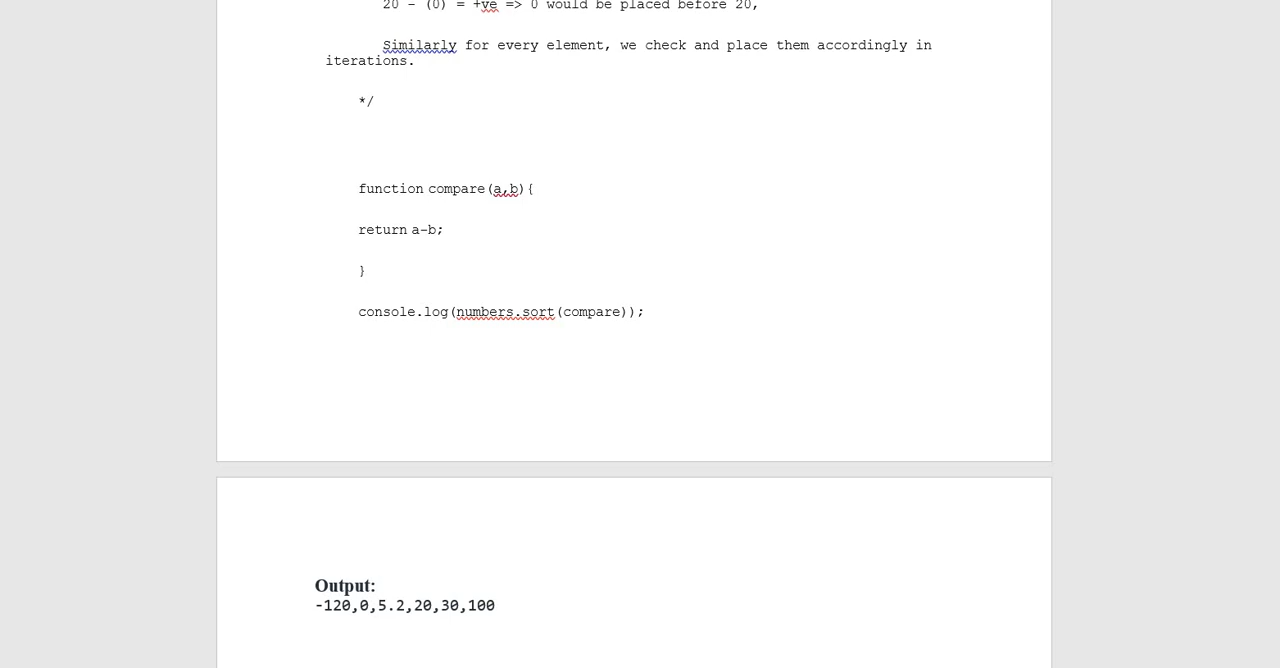 20 - (0) = +ve => 0 would be placed before 20,
Similarly for every element, we check and place them accordingly in
iterations.
*/
function compare(a,b){
return a-b;
}
console.log(numbers.sort(compare));
Output:
-120,0,5.2,20,30,100